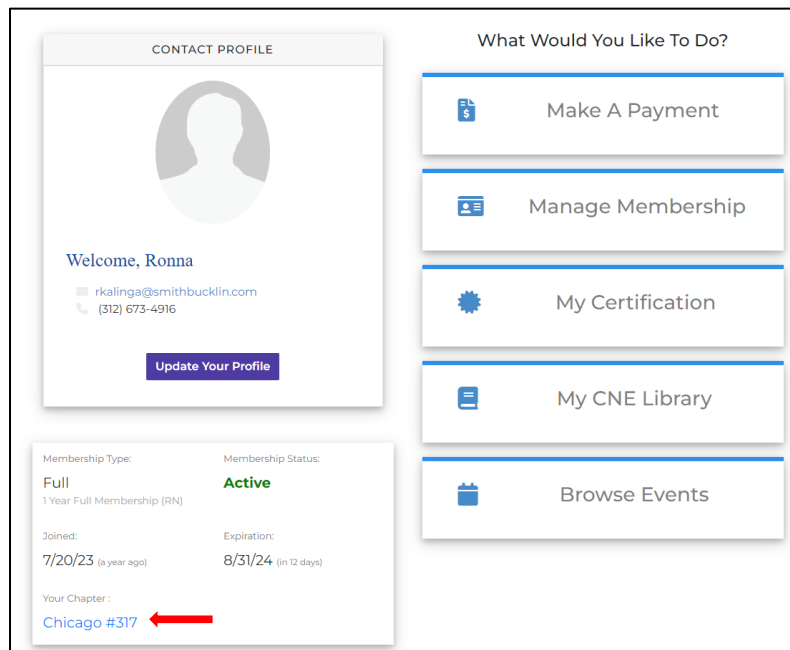 CONTACT PROFILE
Welcome, Ronna
rkalinga@smithbucklin.com
(312) 673-4916
Update Your Profile
Membership Type:
Membership Status:
Full
Active
1 Year Full Membership (RN)
Joined:
Expiration:
7/20/23 (a year ago)
8/31/24 (in 12 days)
Your Chapter :
Chicago #317
What Would You Like To Do?
Make A Payment
Manage Membership
My Certification
My CNE Library
Browse Events